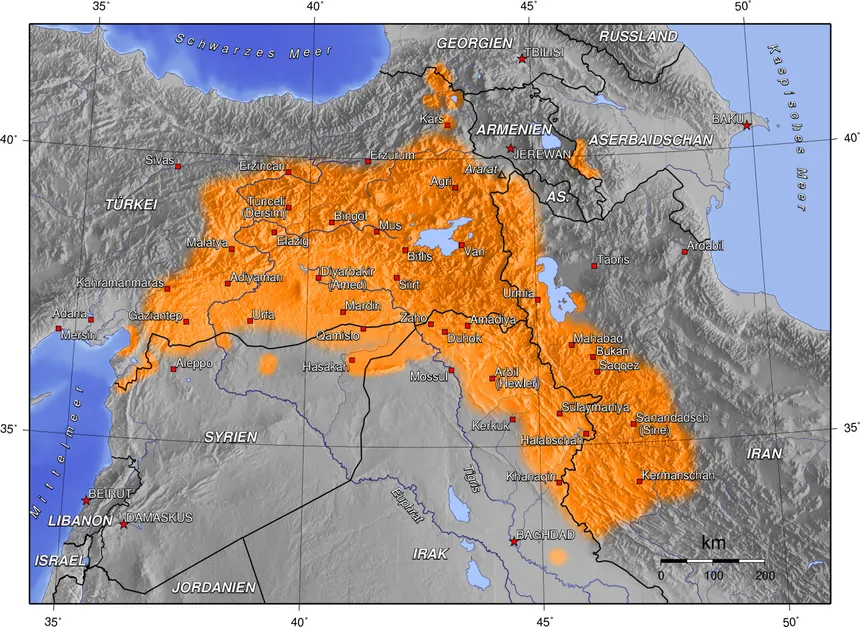 35°
40°
45°
50°
Schwarzes Meer
GEORGIEN
RUSSLAND
TBILISI
Kaspisches Meer
BAKU
Kars
ARMENIEN
ASERBAIDSCHAN
40°
40°
JEREWAN
Sivas
Erzincan
Erzurum
Ararat
Agri
AS.
TÜRKEI
Tunceli
(Dersim)
Bingöl
Mus
Malatya
Elazig
Bitlis
Van
Ardabil
Tabris
Kahramanmaras
Adiyaman
Diyarbakir
(Amed)
Siirt
Urmia
Adana
Mersin
Gaziantep
Urfa
Mardin
Zaho
Amadiya
Qamislo
Duhok
Mahabad
Bukan
Saqqez
Aleppo
Hasakah
Mossul
Arbil
(Hewler)
Sülaymaniya
Sanandadsch
(Sine)
35°
35°
Kerkuk
Halabschah
SYRIEN
IRAN
Mittelmeer
Khanaqin
Kermanschan
Tigris
Euphrat
BEIRUT
LIBANON
DAMASKUS
BAGHDAD
IRAK
ISRAEL
JORDANIEN
km
0
100
200
35°
40°
45°
50°